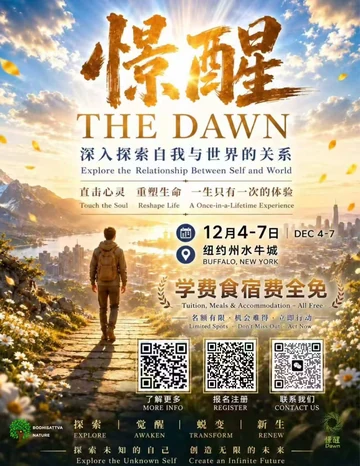 憬醒
THE DAWN
深入探索自我与世界的关系
Explore the Relationship Between Self and World
直击心灵 重塑生命 一生只有一次的体验
Touch the Soul Reshape Life A Once-in-a-Lifetime Experience
12月4-7日 | DEC 4-7
纽约州水牛城
BUFFALO, NEW YORK
学费食宿费全免
Tuition, Meals & Accommodation – All Free
名额有限 · 机会难得 · 立即行动
Limited Spots – Don't Miss Out – Act Now
了解更多 报名注册 联系我们
MORE INFO REGISTER CONTACT US
BODHISATTVA
NATURE
探索 | 觉醒 | 蜕变 | 新生
EXPLORE AWAKEN TRANSFORM RENEW
憬醒
Dawn
探索未知的自己 创造无限的未来
Explore the Unknown Self Create an Infinite Future